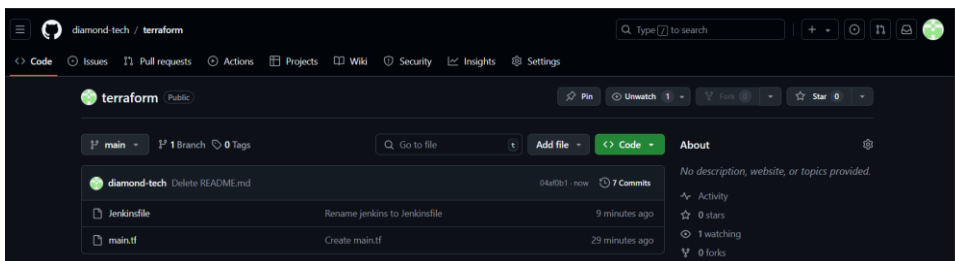 diamond-tech / terraform
Type / to search
<> Code Issues Pull requests Actions Projects Wiki Security Insights Settings
terraform Public
Pin Unwatch 1 Fork 0 Star 0
main 1 Branch 0 Tags
Go to file t Add file <> Code
About
diamond-tech Delete README.md 04af0b1 · now 7 Commits
No description, website, or topics provided.
Activity
Jenkinsfile Rename jenkins to Jenkinsfile 9 minutes ago
0 stars
main.tf Create main.tf 29 minutes ago
1 watching
0 forks